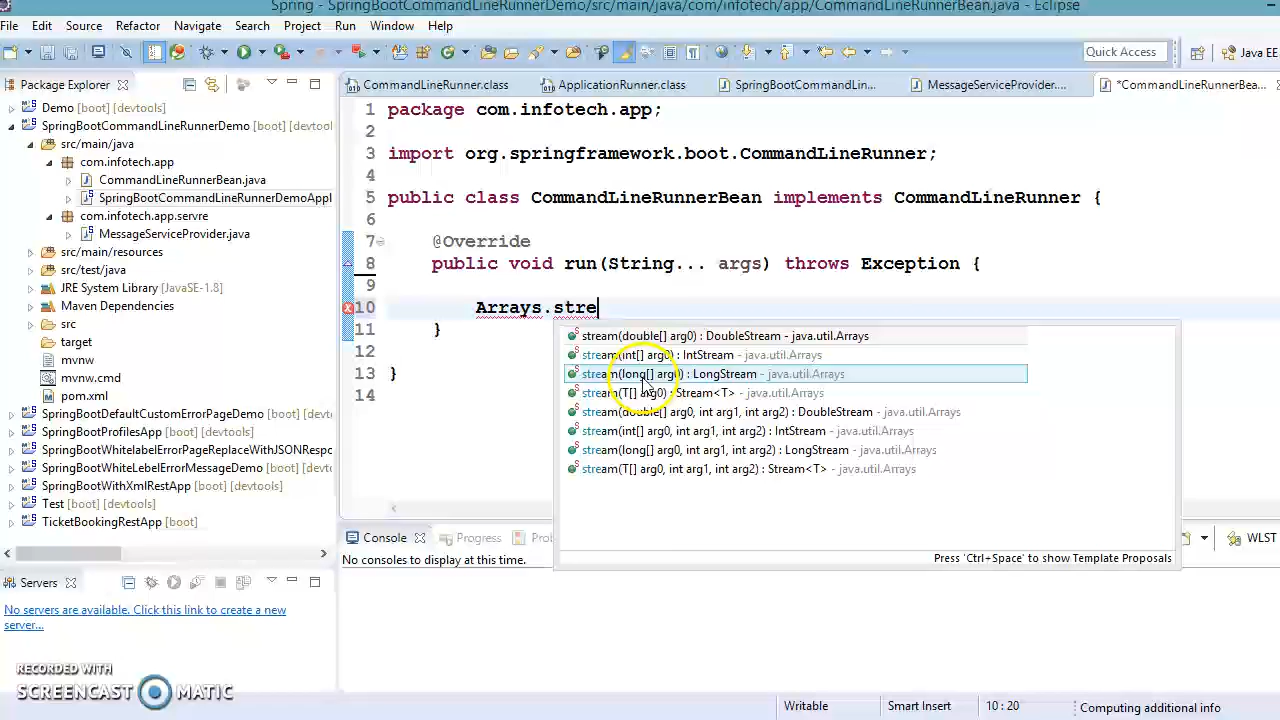 Spring - SpringBootCommandLineRunnerDemo/src/main/java/com/infotech/app/CommandLineRunnerBean.java - Eclipse
File Edit Source Refactor Navigate Search Project Run Window Help
Quick Access
Java EE
Package Explorer
CommandLineRunner.class
ApplicationRunner.class
SpringBootCommandLin...
MessageServiceProvider....
*CommandLineRunnerBea...
Demo [boot] [devtools]
SpringBootCommandLineRunnerDemo [boot] [devtool
src/main/java
com.infotech.app
CommandLineRunnerBean.java
SpringBootCommandLineRunnerDemoAppl
com.infotech.app.servre
MessageServiceProvider.java
src/main/resources
src/test/java
JRE System Library [JavaSE-1.8]
Maven Dependencies
src
target
mvnw
mvnw.cmd
pom.xml
SpringBootDefaultCustomErrorPageDemo [boot]
SpringBootProfilesApp [boot] [devtools]
SpringBootWhitelabelErrorPageReplaceWithJSONRespc
SpringBootWhiteLebelErrorMessageDemo [boot]
SpringBootWithXmlRestApp [boot] [devtools]
Test [boot] [devtools]
TicketBookingRestApp [boot]
1 package com.infotech.app;
2
3 import org.springframework.boot.CommandLineRunner;
4
5 public class CommandLineRunnerBean implements CommandLineRunner {
6
7 @Override
8 public void run(String... args) throws Exception {
9
10 Arrays.stre
11 }
12
13 }
14
stream(double[] arg0) : DoubleStream - java.util.Arrays
stream(int[] arg0) : IntStream - java.util.Arrays
stream(long[] arg0) : LongStream - java.util.Arrays
stream(T[] arg0) : Stream<T> - java.util.Arrays
stream(double[] arg0, int arg1, int arg2) : DoubleStream - java.util.Arrays
stream(int[] arg0, int arg1, int arg2) : IntStream - java.util.Arrays
stream(long[] arg0, int arg1, int arg2) : LongStream - java.util.Arrays
stream(T[] arg0, int arg1, int arg2) : Stream<T> - java.util.Arrays
Press 'Ctrl+Space' to show Template Proposals
Console
Progress
Prob
WLST
No consoles to display at this time.
Servers
No servers are available. Click this link to create a new
server...
RECORDED WITH
SCREENCAST MATIC
Writable
Smart Insert
10 : 20
Computing additional info